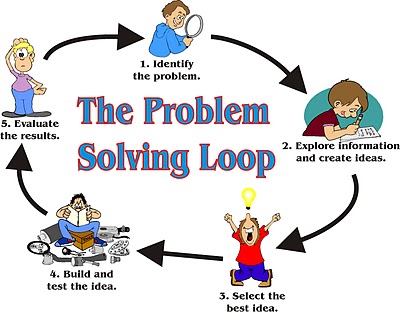 The Problem
Solving Loop
1. Identify
the problem.
2. Explore information
and create ideas.
3. Select the
best idea.
4. Build and
test the idea.
5. Evaluate
the results.